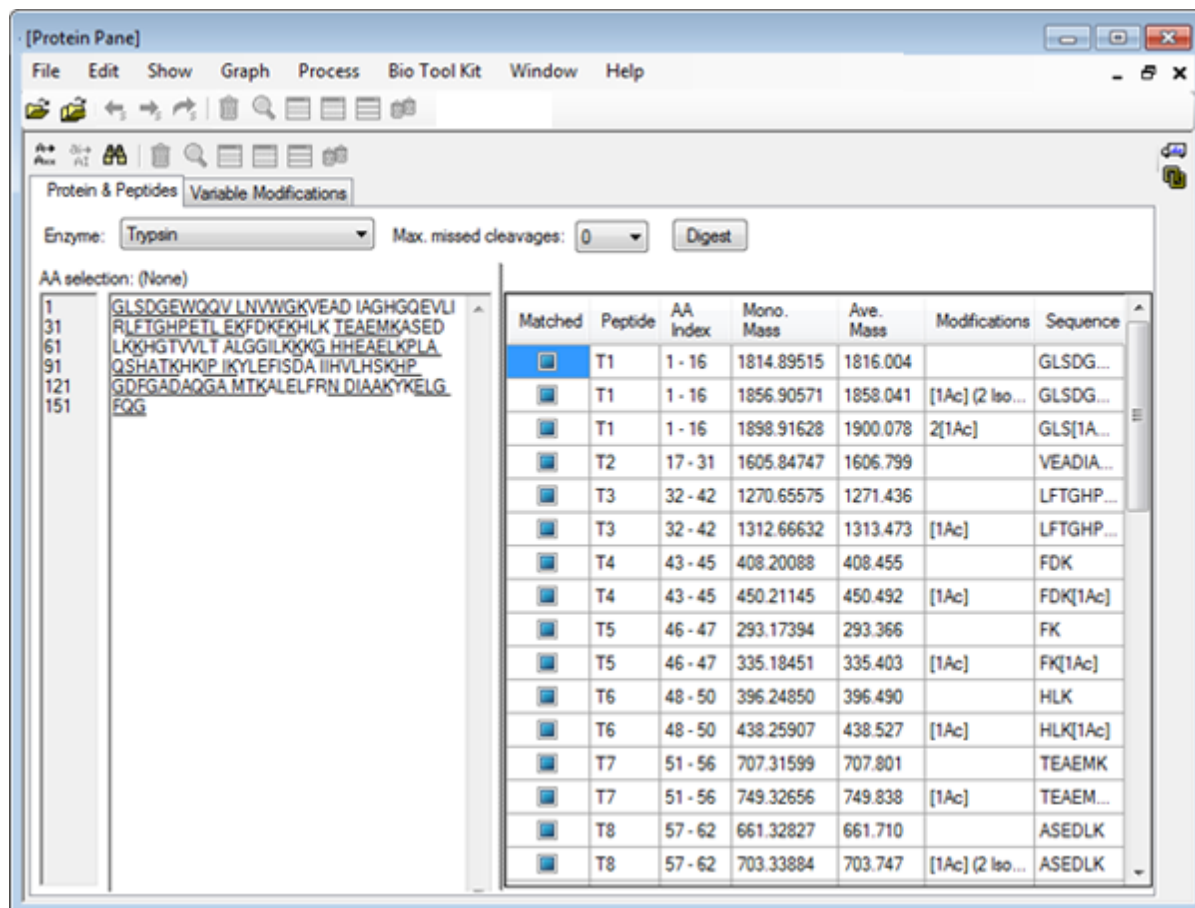 [Protein Pane]
File Edit Show Graph Process Bio Tool Kit Window Help
Protein & Peptides Variable Modifications
Enzyme: Trypsin Max. missed cleavages: 0 Digest
AA selection: (None)
1 GLSDGEWQQV LNVWGKVEAD IAGHGQEVLI
31 RLFTGHPETL EKFDKFKHLK TEAEMKASED
61 LKKHGTVVLT ALGGILKKKG HHEAELKPLA
91 QSHATKHKIP IKYLEFISDA IIHVLHSKHP
121 GDFGADAQGA MTKALELFRN DIAAKYKELG
151 FQG
Matched Peptide AA Index Mono. Mass Ave. Mass Modifications Sequence
T1 1 - 16 1814.89515 1816.004 GLSDG...
T1 1 - 16 1856.90571 1858.041 [1Ac] (2 Iso... GLSDG...
T1 1 - 16 1898.91628 1900.078 2[1Ac] GLS[1A...
T2 17 - 31 1605.84747 1606.799 VEADIA...
T3 32 - 42 1270.65575 1271.436 LFTGHP...
T3 32 - 42 1312.66632 1313.473 [1Ac] LFTGHP...
T4 43 - 45 408.20088 408.455 FDK
T4 43 - 45 450.21145 450.492 [1Ac] FDK[1Ac]
T5 46 - 47 293.17394 293.366 FK
T5 46 - 47 335.18451 335.403 [1Ac] FK[1Ac]
T6 48 - 50 396.24850 396.490 HLK
T6 48 - 50 438.25907 438.527 [1Ac] HLK[1Ac]
T7 51 - 56 707.31599 707.801 TEAEMK
T7 51 - 56 749.32656 749.838 [1Ac] TEAEM...
T8 57 - 62 661.32827 661.710 ASEDLK
T8 57 - 62 703.33884 703.747 [1Ac] (2 Iso... ASEDLK